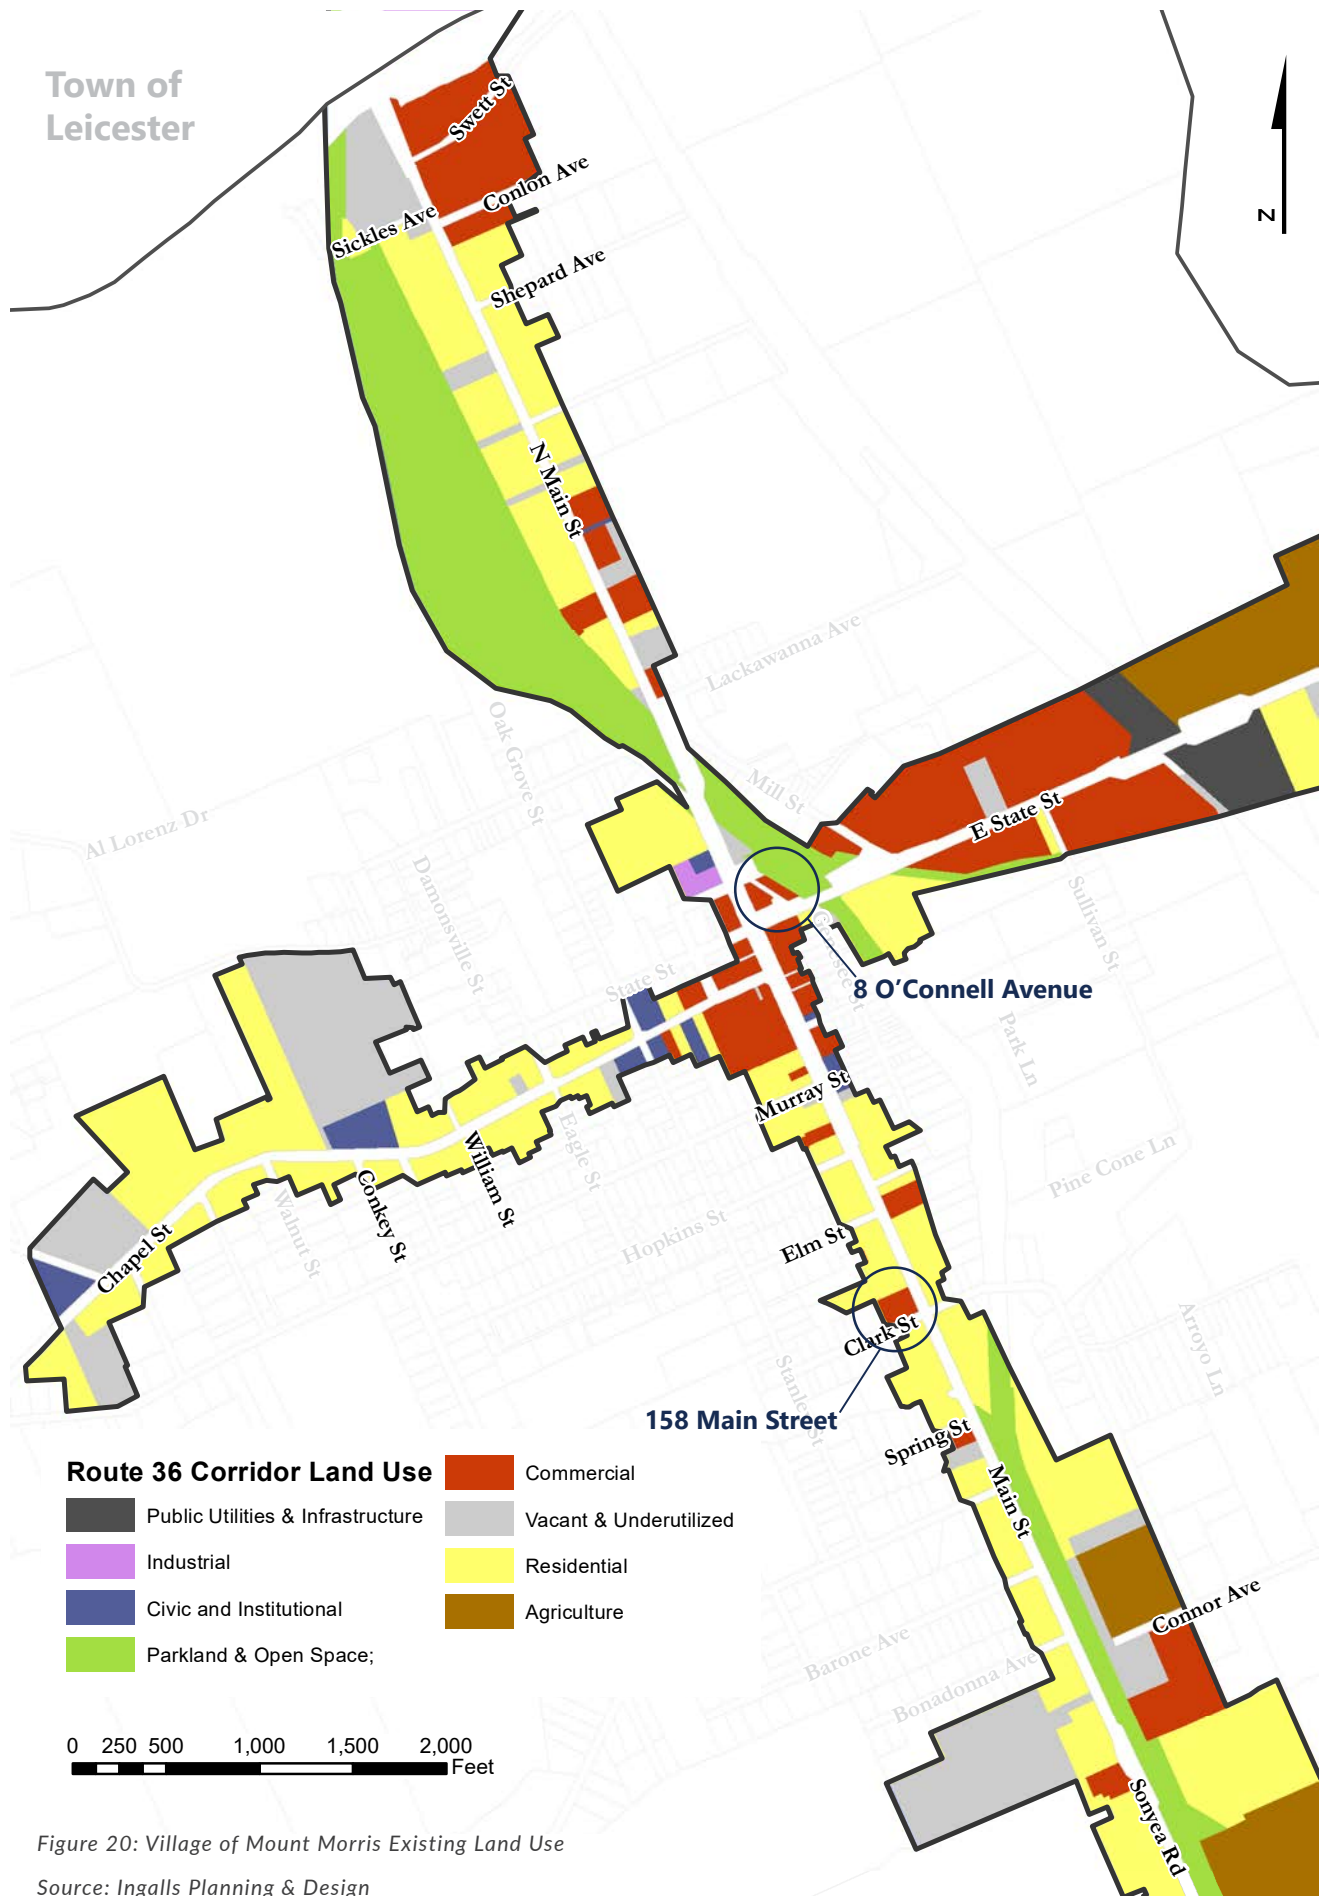 Town of
Leicester
Swett St
Conlon Ave
Sickles Ave
Shepard Ave
N
N Main St
Lackawanna Ave
Oak Grove St
Mill St
E State St
Al Lorenz Dr
Damonsville St
Sullivan St
Genesee St
State St
8 O'Connell Avenue
Park Ln
Murray St
Eagle St
William St
Pine Cone Ln
Conkey St
Walnut St
Hopkins St
Elm St
Chapel St
Clark St
Arroyo Ln
Stanley St
158 Main Street
Spring St
Main St
Route 36 Corridor Land Use
Public Utilities & Infrastructure
Industrial
Civic and Institutional
Parkland & Open Space;
Commercial
Vacant & Underutilized
Residential
Agriculture
Connor Ave
Barone Ave
Bonadonna Ave
0 250 500 1,000 1,500 2,000
Feet
Sonyea Rd
Figure 20: Village of Mount Morris Existing Land Use
Source: Ingalls Planning & Design